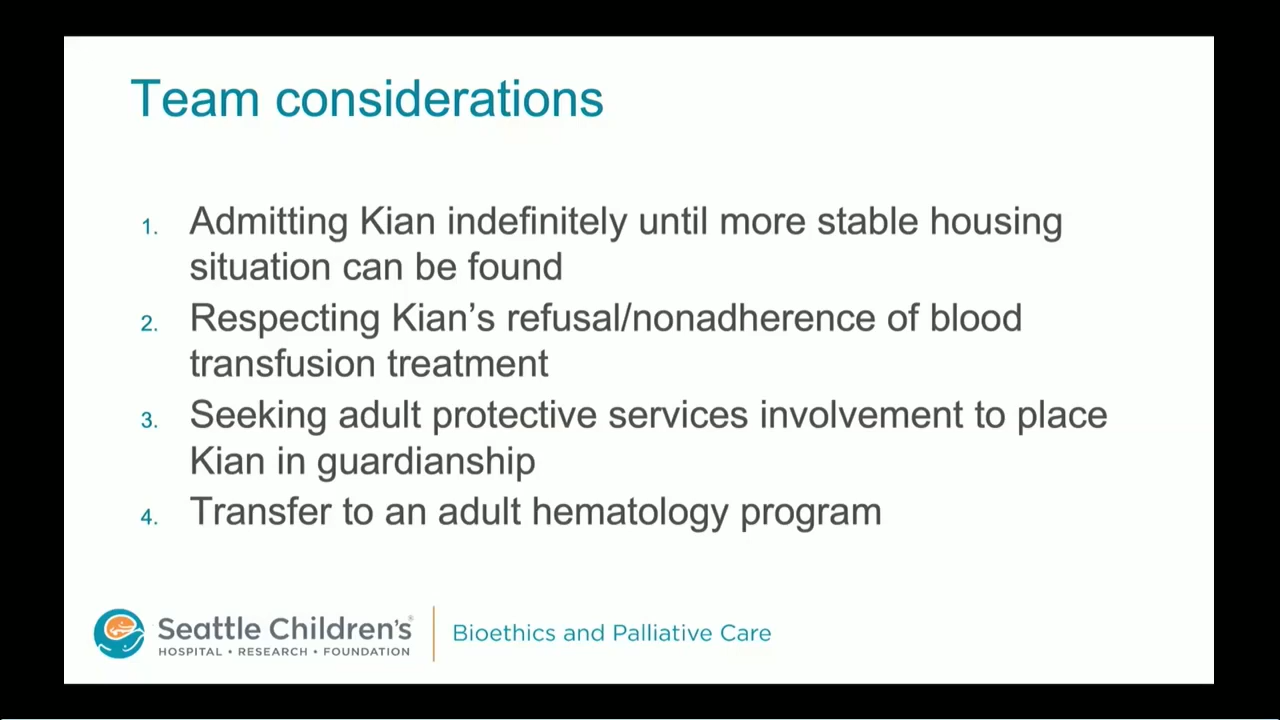 Team considerations
1. Admitting Kian indefinitely until more stable housing
situation can be found
2. Respecting Kian's refusal/nonadherence of blood
transfusion treatment
3. Seeking adult protective services involvement to place
Kian in guardianship
4. Transfer to an adult hematology program
Seattle Children's®
HOSPITAL • RESEARCH • FOUNDATION
Bioethics and Palliative Care